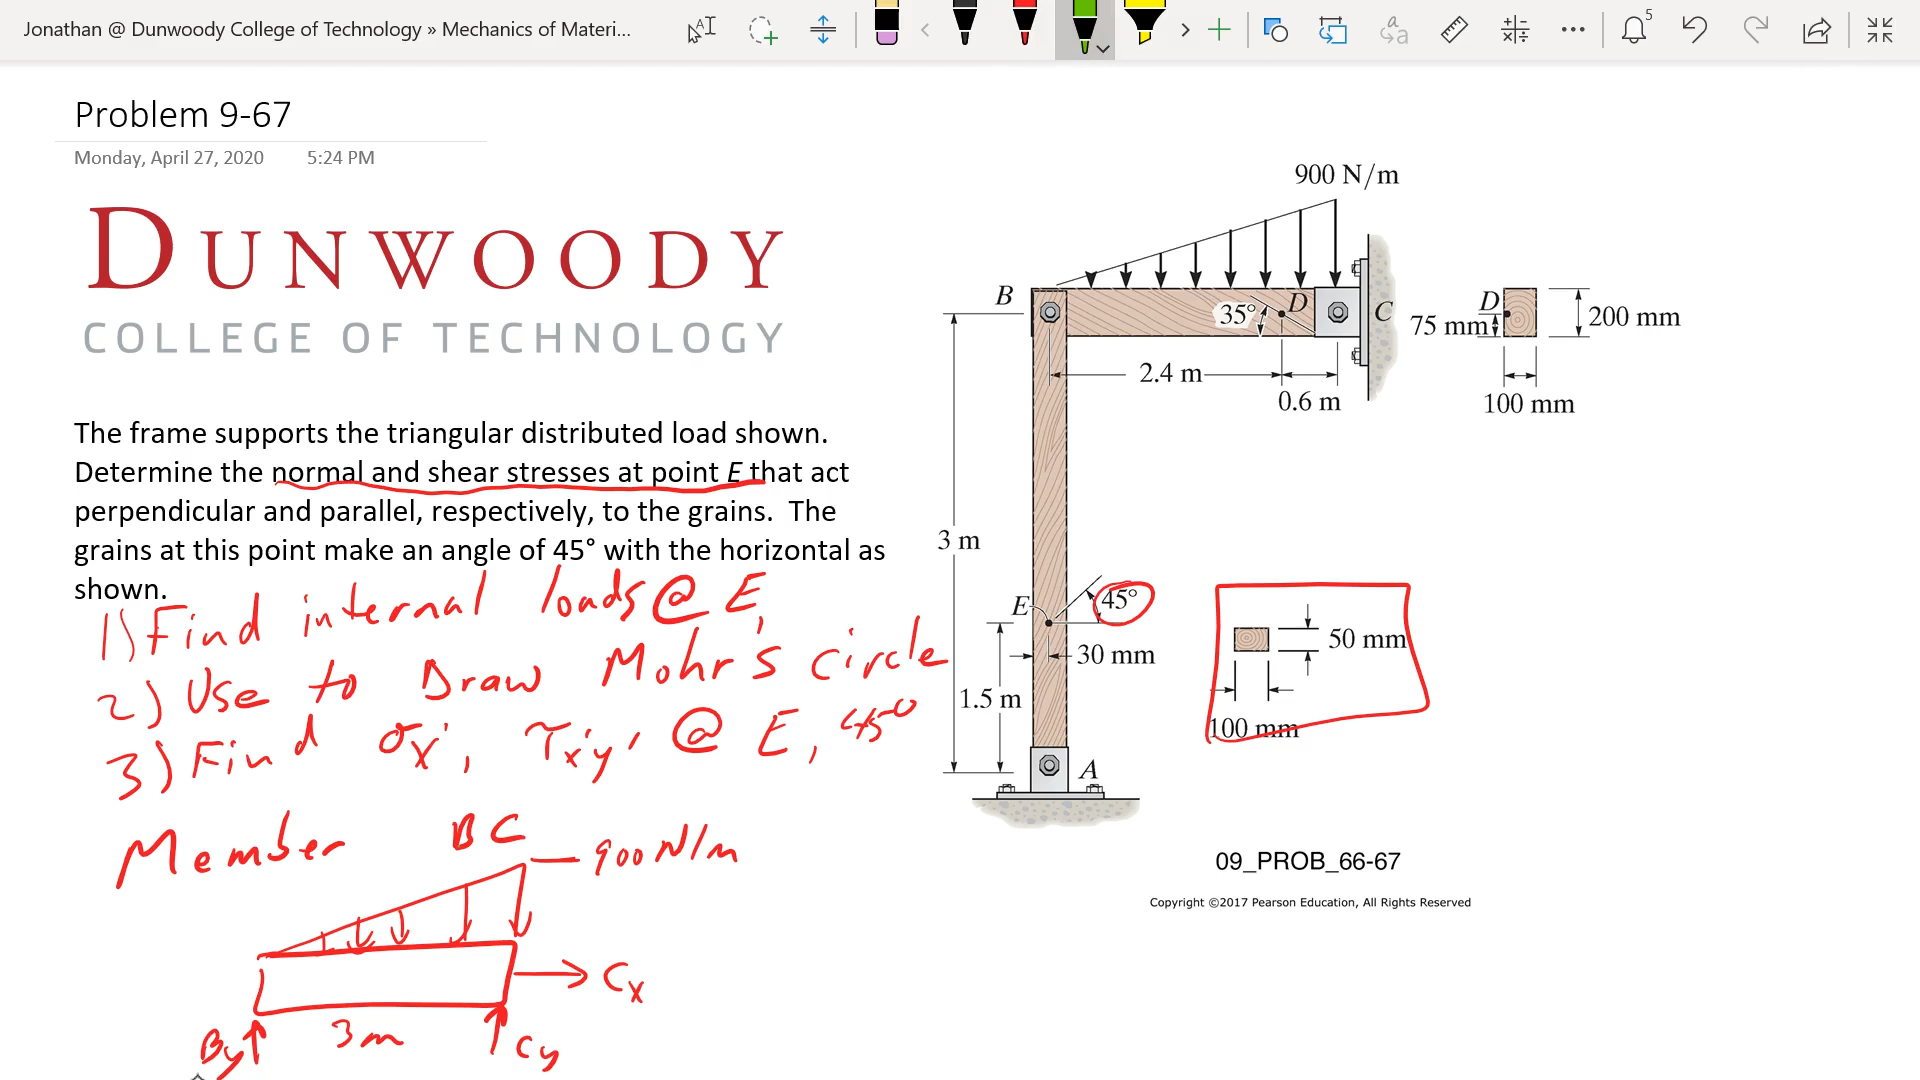 Jonathan @ Dunwoody College of Technology » Mechanics of Materi...
5
Problem 9-67
Monday, April 27, 2020 5:24 PM
DUNWOODY
COLLEGE OF TECHNOLOGY
The frame supports the triangular distributed load shown.
Determine the normal and shear stresses at point E that act
perpendicular and parallel, respectively, to the grains. The
grains at this point make an angle of 45° with the horizontal as
shown.
1) Find internal loads @ E,
2) Use to Draw Mohr's circle
3) Find σx', τx'y' @ E, 45°
Member BC
900 N/m
Cx
By
3m
Cy
900 N/m
B
35°
D
C
2.4 m
0.6 m
D
75 mm
200 mm
100 mm
3 m
E
45°
30 mm
1.5 m
A
50 mm
100 mm
09_PROB_66-67
Copyright ©2017 Pearson Education, All Rights Reserved